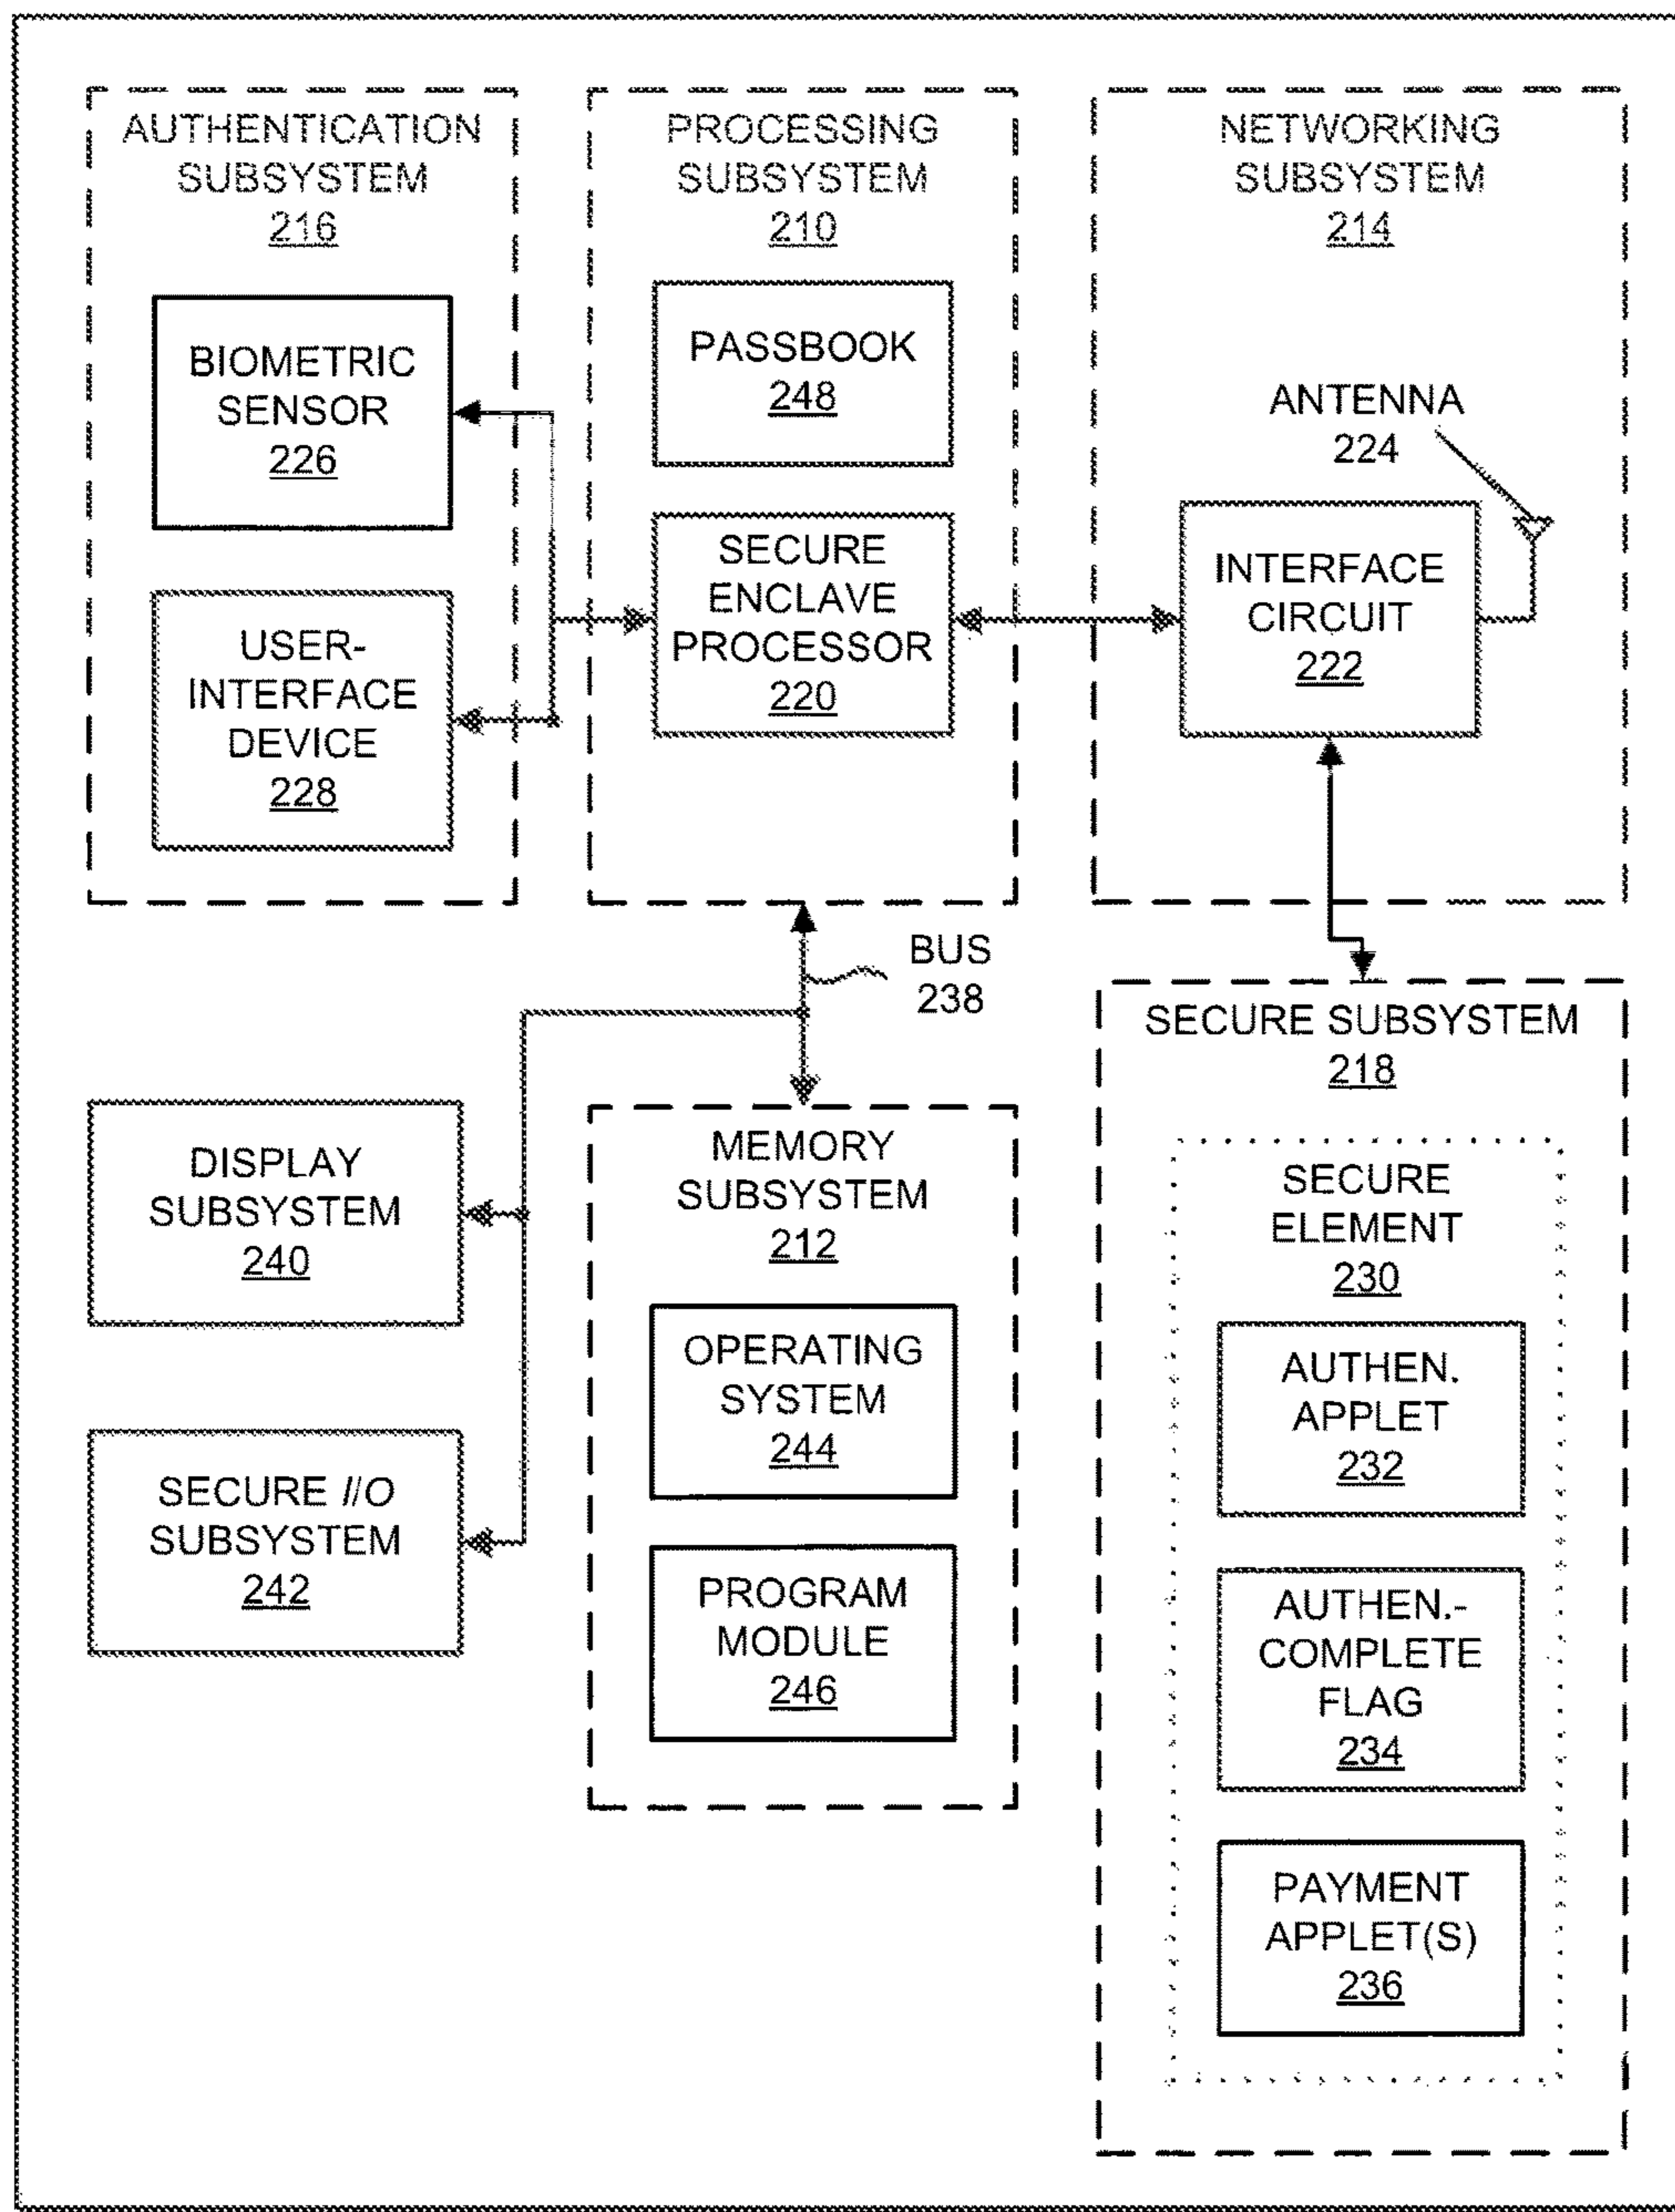 AUTHENTICATION
SUBSYSTEM
216
BIOMETRIC
SENSOR
226
USER-
INTERFACE
DEVICE
228
PROCESSING
SUBSYSTEM
210
PASSBOOK
248
SECURE
ENCLAVE
PROCESSOR
220
NETWORKING
SUBSYSTEM
214
ANTENNA
224
INTERFACE
CIRCUIT
222
BUS
238
DISPLAY
SUBSYSTEM
240
SECURE I/O
SUBSYSTEM
242
MEMORY
SUBSYSTEM
212
OPERATING
SYSTEM
244
PROGRAM
MODULE
246
SECURE SUBSYSTEM
218
SECURE
ELEMENT
230
AUTHEN.
APPLET
232
AUTHEN.-
COMPLETE
FLAG
234
PAYMENT
APPLET(S)
236